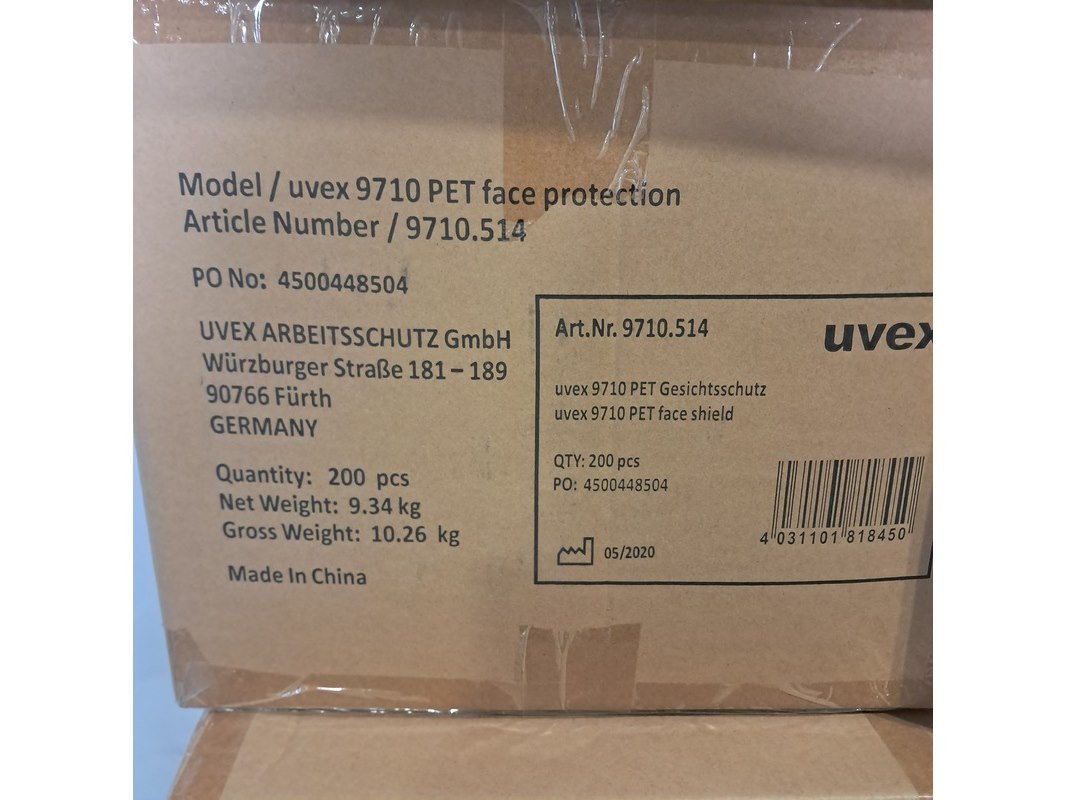 Model / uvex 9710 PET face protection
Article Number / 9710.514
PO No: 4500448504
UVEX ARBEITSSCHUTZ GmbH
Würzburger Straße 181 – 189
90766 Fürth
GERMANY
Quantity: 200 pcs
Net Weight: 9.34 kg
Gross Weight: 10.26 kg
Made In China
Art.Nr. 9710.514
uvex
uvex 9710 PET Gesichtsschutz
uvex 9710 PET face shield
QTY: 200 pcs
PO: 4500448504
05/2020
4 031101 818450